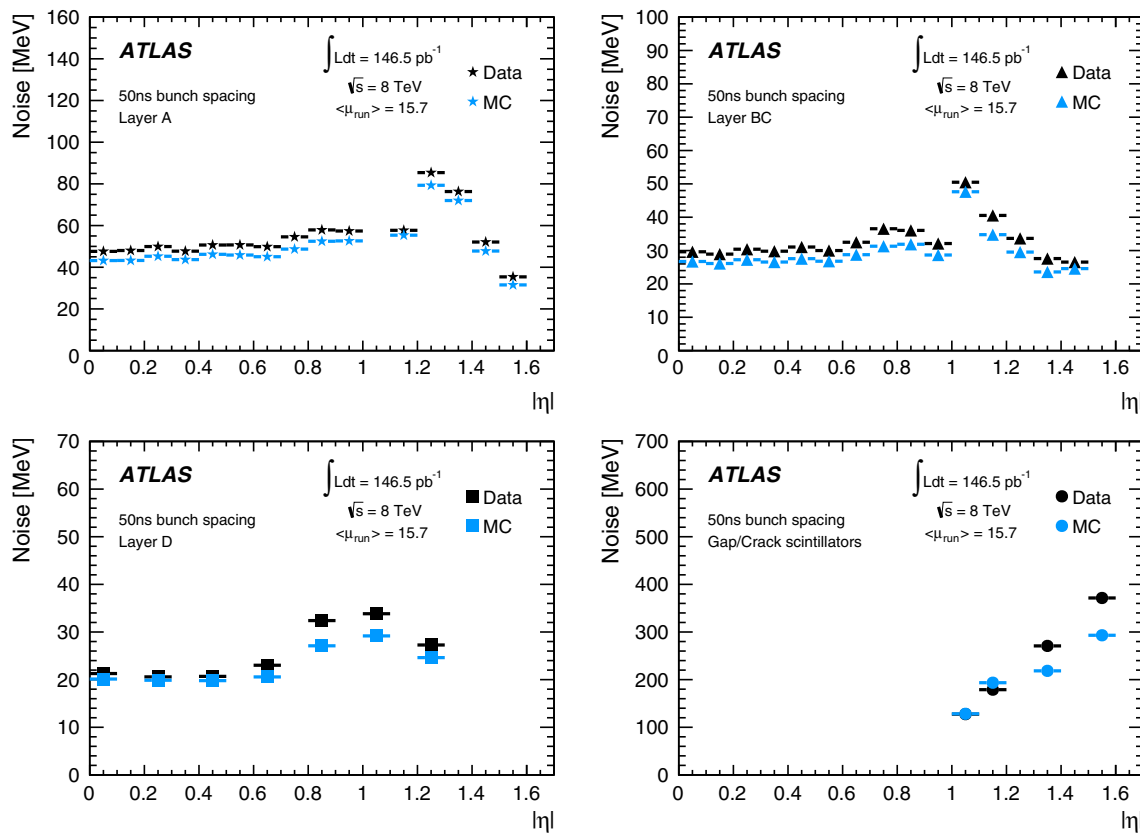 Noise [MeV]
160
140
120
100
80
60
40
20
0
ATLAS
∫ Ldt = 146.5 pb⁻¹
√s = 8 TeV
<μrun> = 15.7
50ns bunch spacing
Layer A
Data
MC
0 0.2 0.4 0.6 0.8 1 1.2 1.4 1.6
|η|
Noise [MeV]
100
90
80
70
60
50
40
30
20
10
0
ATLAS
∫ Ldt = 146.5 pb⁻¹
√s = 8 TeV
<μrun> = 15.7
50ns bunch spacing
Layer BC
Data
MC
0 0.2 0.4 0.6 0.8 1 1.2 1.4 1.6
|η|
Noise [MeV]
70
60
50
40
30
20
10
0
ATLAS
∫ Ldt = 146.5 pb⁻¹
√s = 8 TeV
<μrun> = 15.7
50ns bunch spacing
Layer D
Data
MC
0 0.2 0.4 0.6 0.8 1 1.2 1.4 1.6
|η|
Noise [MeV]
700
600
500
400
300
200
100
0
ATLAS
∫ Ldt = 146.5 pb⁻¹
√s = 8 TeV
<μrun> = 15.7
50ns bunch spacing
Gap/Crack scintillators
Data
MC
0 0.2 0.4 0.6 0.8 1 1.2 1.4 1.6
|η|